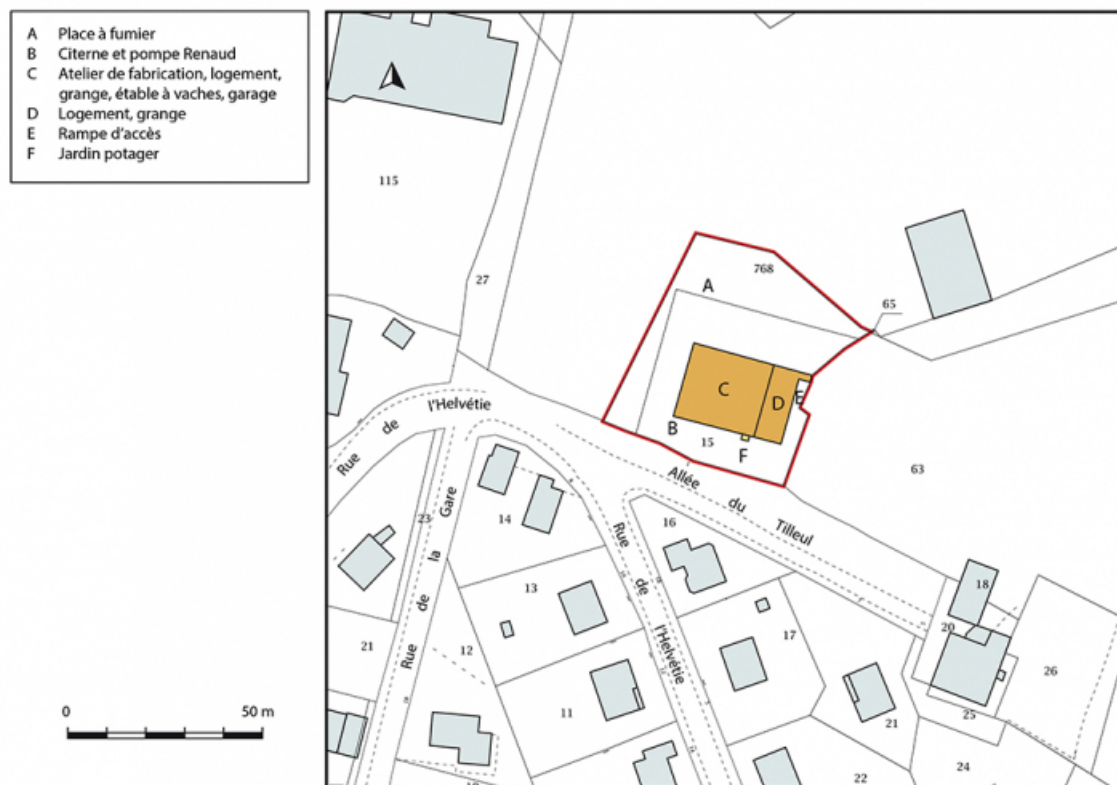 A Place à fumier
B Citerne et pompe Renaud
C Atelier de fabrication, logement,
grange, étable à vaches, garage
D Logement, grange
E Rampe d'accès
F Jardin potager
115
27
768
A
65
C
D
E
B
15
F
63
Rue de l'Helvétie
Allée du Tilleul
Rue de la Gare
Rue de l'Helvétie
23
14
16
13
12
11
17
18
20
21
26
21
25
24
22
0 50 m